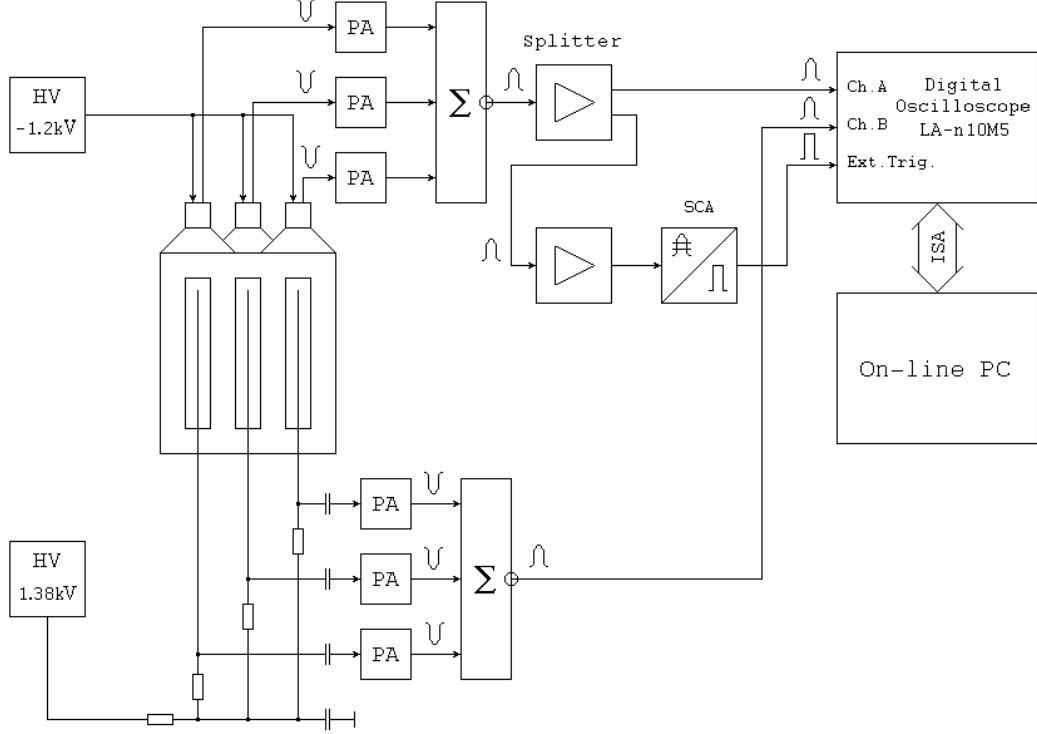 PA
Splitter
HV
-1.2kV
PA
Σ
Ch.A
Digital
Oscilloscope
LA-n10M5
Ch.B
Ext.Trig.
PA
SCA
ISA
On-line PC
PA
HV
1.38kV
PA
Σ
PA